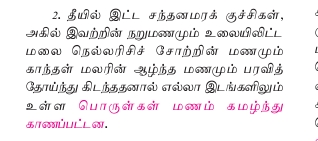 2. தீயில் இட்ட சந்தனமரக் குச்சிகள்,
அகில் இவற்றின் நறுமணமும் உலையிலிட்ட
மலை நெல்லரிசிச் சோற்றின் மணமும்
காந்தள் மலரின் ஆழ்ந்த மணமும் பரவித்
தோய்ந்து கிடந்ததனால் எல்லா இடங்களிலும்
உள்ள பொருள்கள் மணம் கமழ்ந்து
காணப்பட்டன.